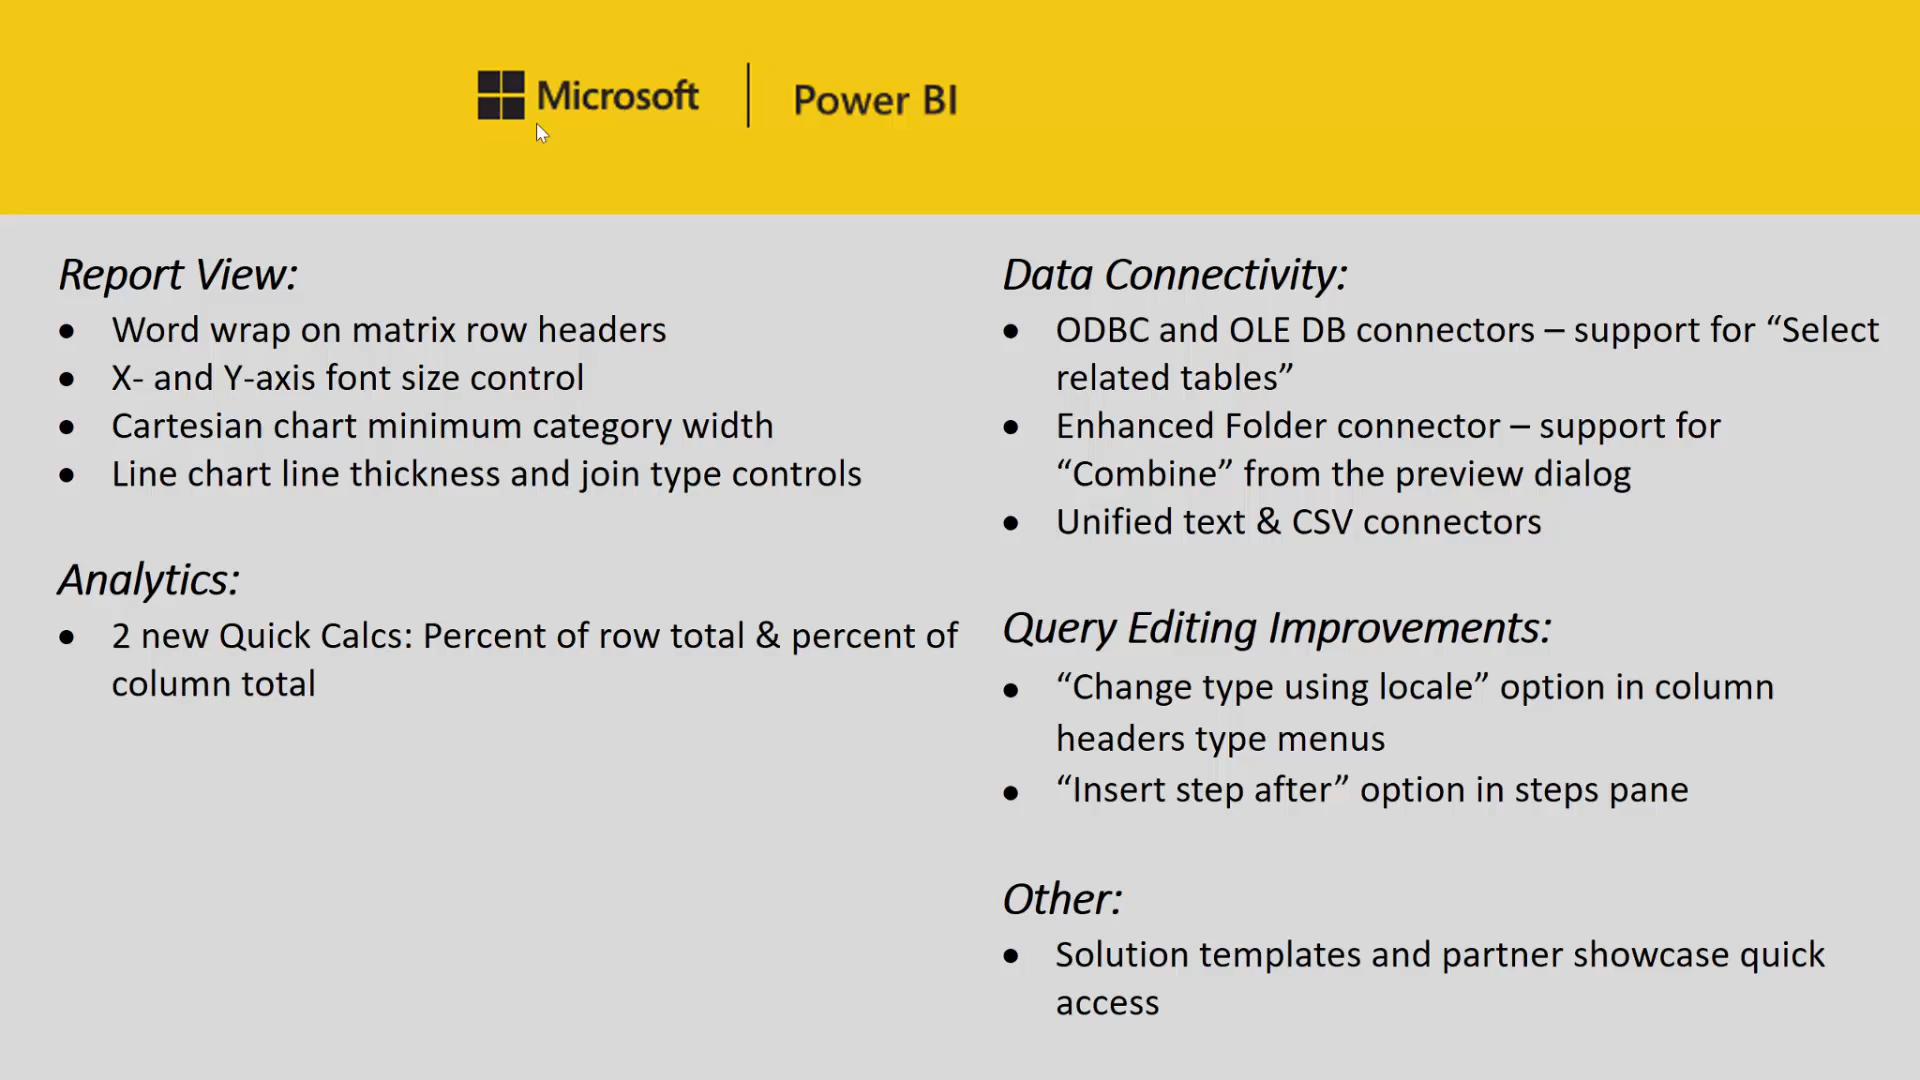 Microsoft | Power BI
Report View:
• Word wrap on matrix row headers
• X- and Y-axis font size control
• Cartesian chart minimum category width
• Line chart line thickness and join type controls
Analytics:
• 2 new Quick Calcs: Percent of row total & percent of
column total
Data Connectivity:
• ODBC and OLE DB connectors – support for “Select
related tables”
• Enhanced Folder connector – support for
“Combine” from the preview dialog
• Unified text & CSV connectors
Query Editing Improvements:
• “Change type using locale” option in column
headers type menus
• “Insert step after” option in steps pane
Other:
• Solution templates and partner showcase quick
access